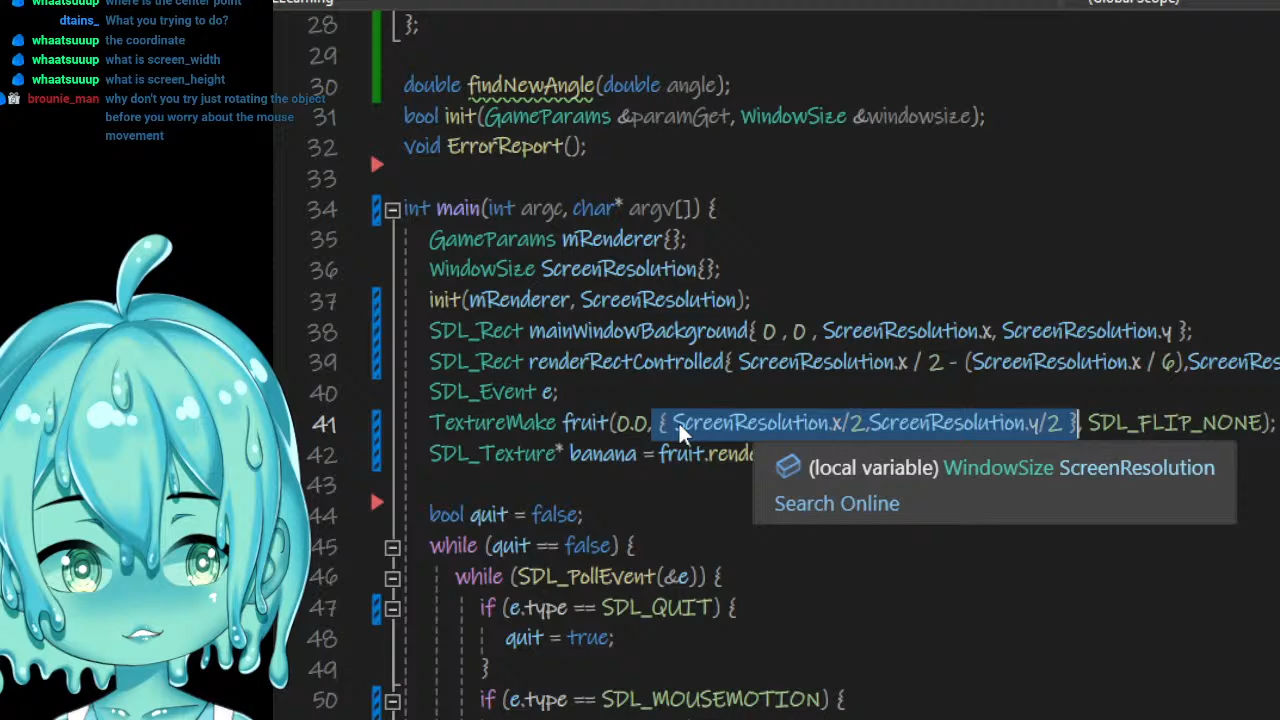 whaatsuuup where is the center point
dtains_ What you trying to do?
whaatsuuup the coordinate
whaatsuuup what is screen_width
whaatsuuup what is screen_height
brounie_man why don't you try just rotating the object
before you worry about the mouse
movement
28 };
29
30 double findNewAngle(double angle);
31 bool init(GameParams &paramGet, WindowSize &windowsize);
32 void ErrorReport();
33
34 int main(int argc, char* argv[]) {
35 GameParams mRenderer{};
36 WindowSize ScreenResolution{};
37 init(mRenderer, ScreenResolution);
38 SDL_Rect mainWindowBackground{ 0 , 0 , ScreenResolution.x, ScreenResolution.y };
39 SDL_Rect renderRectControlled{ ScreenResolution.x / 2 - (ScreenResolution.x / 6),ScreenRes
40 SDL_Event e;
41 TextureMake fruit(0.0, { ScreenResolution.x/2,ScreenResolution.y/2 }, SDL_FLIP_NONE);
42 SDL_Texture* banana = fruit.rende
(local variable) WindowSize ScreenResolution
Search Online
43
44 bool quit = false;
45 while (quit == false) {
46 while (SDL_PollEvent(&e)) {
47 if (e.type == SDL_QUIT) {
48 quit = true;
49 }
50 if (e.type == SDL_MOUSEMOTION) {